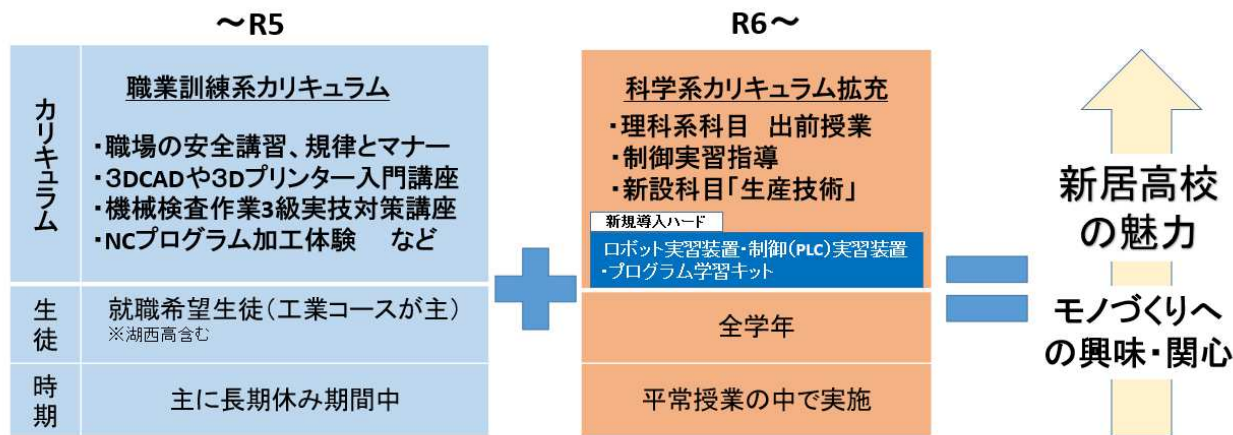 ～R5
カリキュラム
職業訓練系カリキュラム
・職場の安全講習、規律とマナー
・3DCADや3Dプリンター入門講座
・機械検査作業3級実技対策講座
・NCプログラム加工体験　など
生徒
就職希望生徒（工業コースが主）
※湖西高含む
時期
主に長期休み期間中
R6～
科学系カリキュラム拡充
・理科系科目　出前授業
・制御実習指導
・新設科目「生産技術」
新規導入ハード
ロボット実習装置・制御(PLC)実習装置
・プログラム学習キット
全学年
平常授業の中で実施
新居高校
の魅力
モノづくりへ
の興味・関心